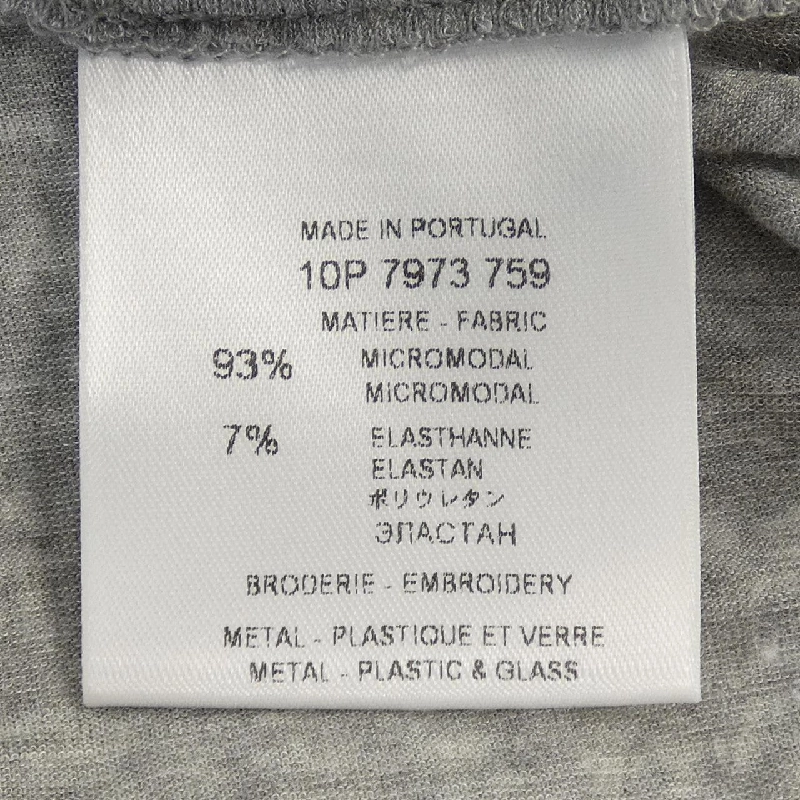 MADE IN PORTUGAL
10P 7973 759
MATIERE - FABRIC
93% MICROMODAL
MICROMODAL
7% ELASTHANNE
ELASTAN
ポリウレタン
ЭЛАСТАН
BRODERIE - EMBROIDERY
METAL - PLASTIQUE ET VERRE
METAL - PLASTIC & GLASS